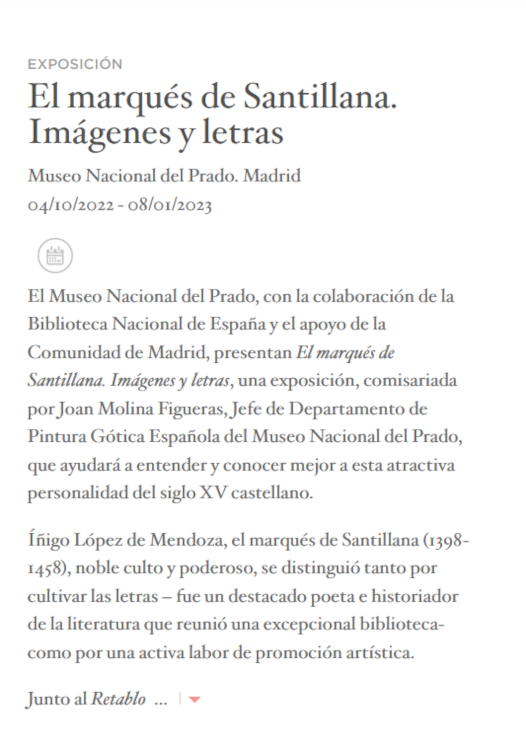 EXPOSICIÓN
El marqués de Santillana.
Imágenes y letras
Museo Nacional del Prado. Madrid
04/10/2022 - 08/01/2023
El Museo Nacional del Prado, con la colaboración de la
Biblioteca Nacional de España y el apoyo de la
Comunidad de Madrid, presentan El marqués de
Santillana. Imágenes y letras, una exposición, comisariada
por Joan Molina Figueras, Jefe de Departamento de
Pintura Gótica Española del Museo Nacional del Prado,
que ayudará a entender y conocer mejor a esta atractiva
personalidad del siglo XV castellano.
Íñigo López de Mendoza, el marqués de Santillana (1398-
1458), noble culto y poderoso, se distinguió tanto por
cultivar las letras – fue un destacado poeta e historiador
de la literatura que reunió una excepcional biblioteca-
como por una activa labor de promoción artística.
Junto al Retablo ...